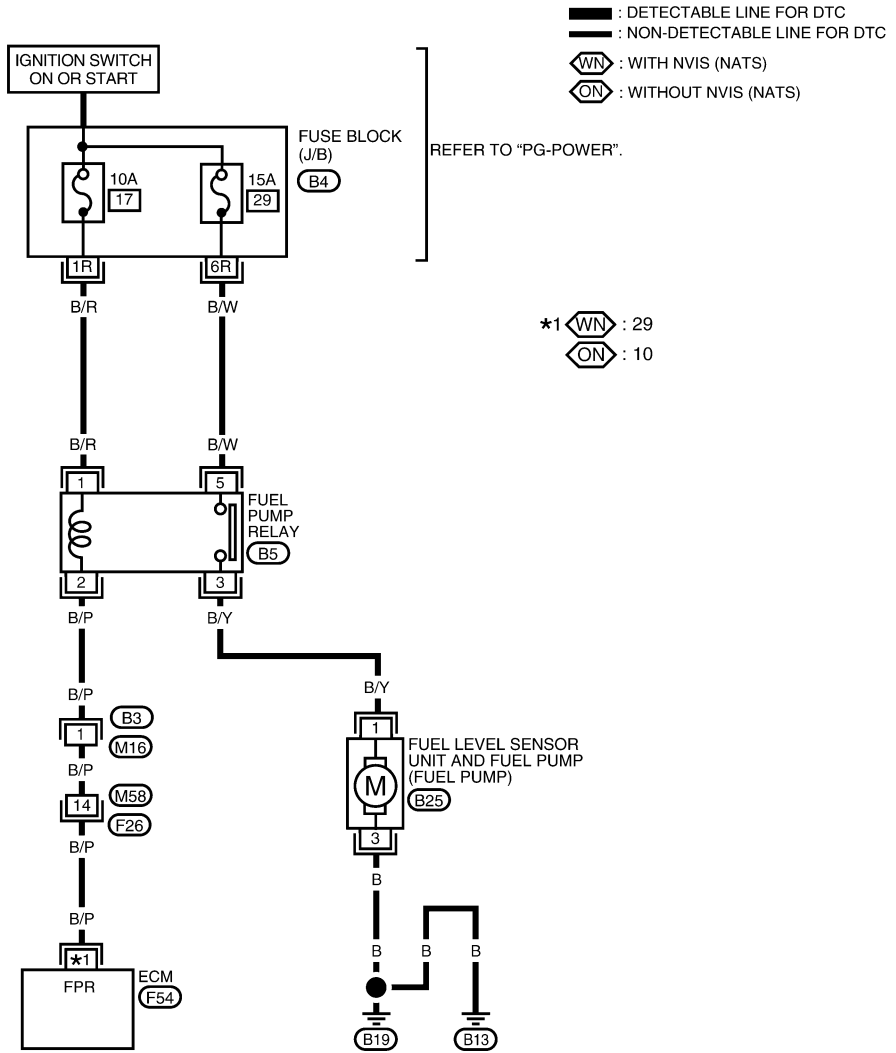 : DETECTABLE LINE FOR DTC
: NON-DETECTABLE LINE FOR DTC
WN : WITH NVIS (NATS)
ON : WITHOUT NVIS (NATS)
IGNITION SWITCH
ON OR START
FUSE BLOCK
(J/B)
B4
REFER TO “PG-POWER”.
10A
17
15A
29
1R
6R
B/R
B/W
*1 WN : 29
ON : 10
B/R
B/W
1
5
FUEL
PUMP
RELAY
B5
2
3
B/P
B/Y
B/P
B/Y
1
B3
M16
1
B/P
FUEL LEVEL SENSOR
UNIT AND FUEL PUMP
(FUEL PUMP)
B25
M
14
M58
F26
3
B/P
B
B/P
B
B
B
*1
FPR
ECM
F54
B19
B13